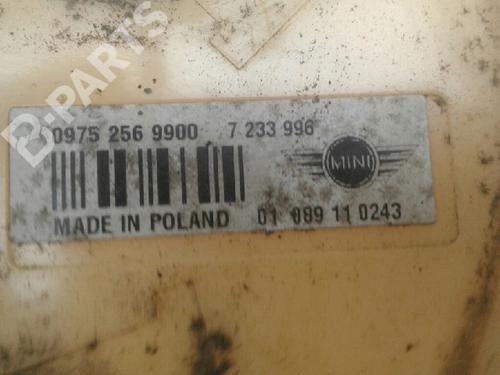 B-PARTS
0975 256 9900 7 233 996
MINI
MADE IN POLAND 01 089 11 0243